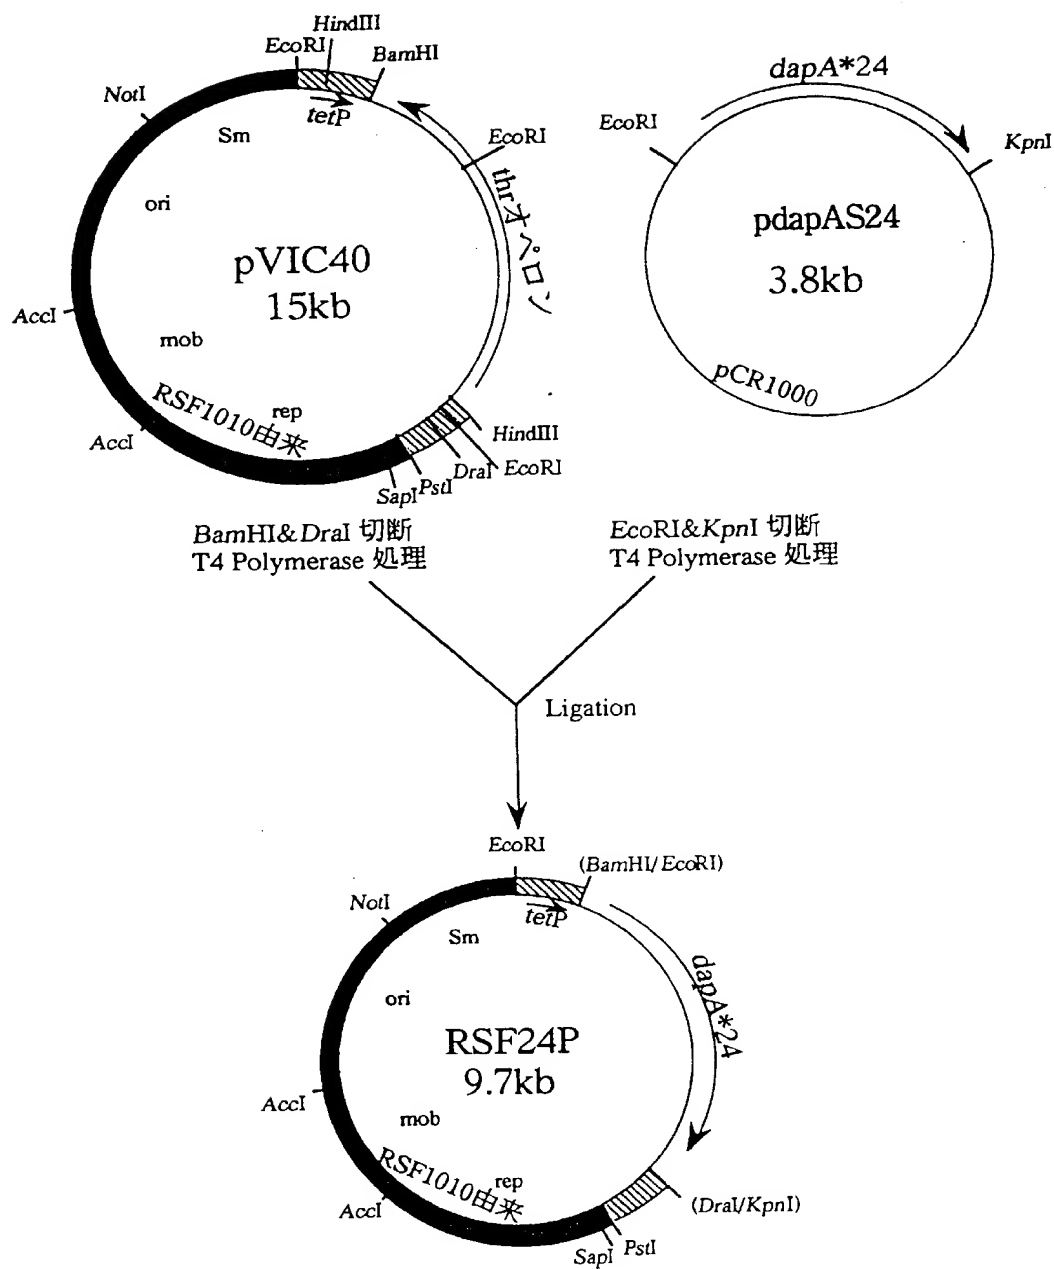 HindIII
EcoRI
BamHI
NotI
tetP
Sm
EcoRI
ori
thrオペロン
pVIC40
15kb
AccI
mob
RSF1010由来
rep
AccI
HindIII
EcoRI
DraI
PstI
SapI
dapA*24
EcoRI
KpnI
pdapAS24
3.8kb
pCR1000
BamHI&DraI 切断
T4 Polymerase 処理
EcoRI&KpnI 切断
T4 Polymerase 処理
Ligation
EcoRI
(BamHI/EcoRI)
NotI
tetP
Sm
ori
dapA*24
RSF24P
9.7kb
AccI
mob
RSF1010由来
rep
AccI
(DraI/KpnI)
SapI
PstI